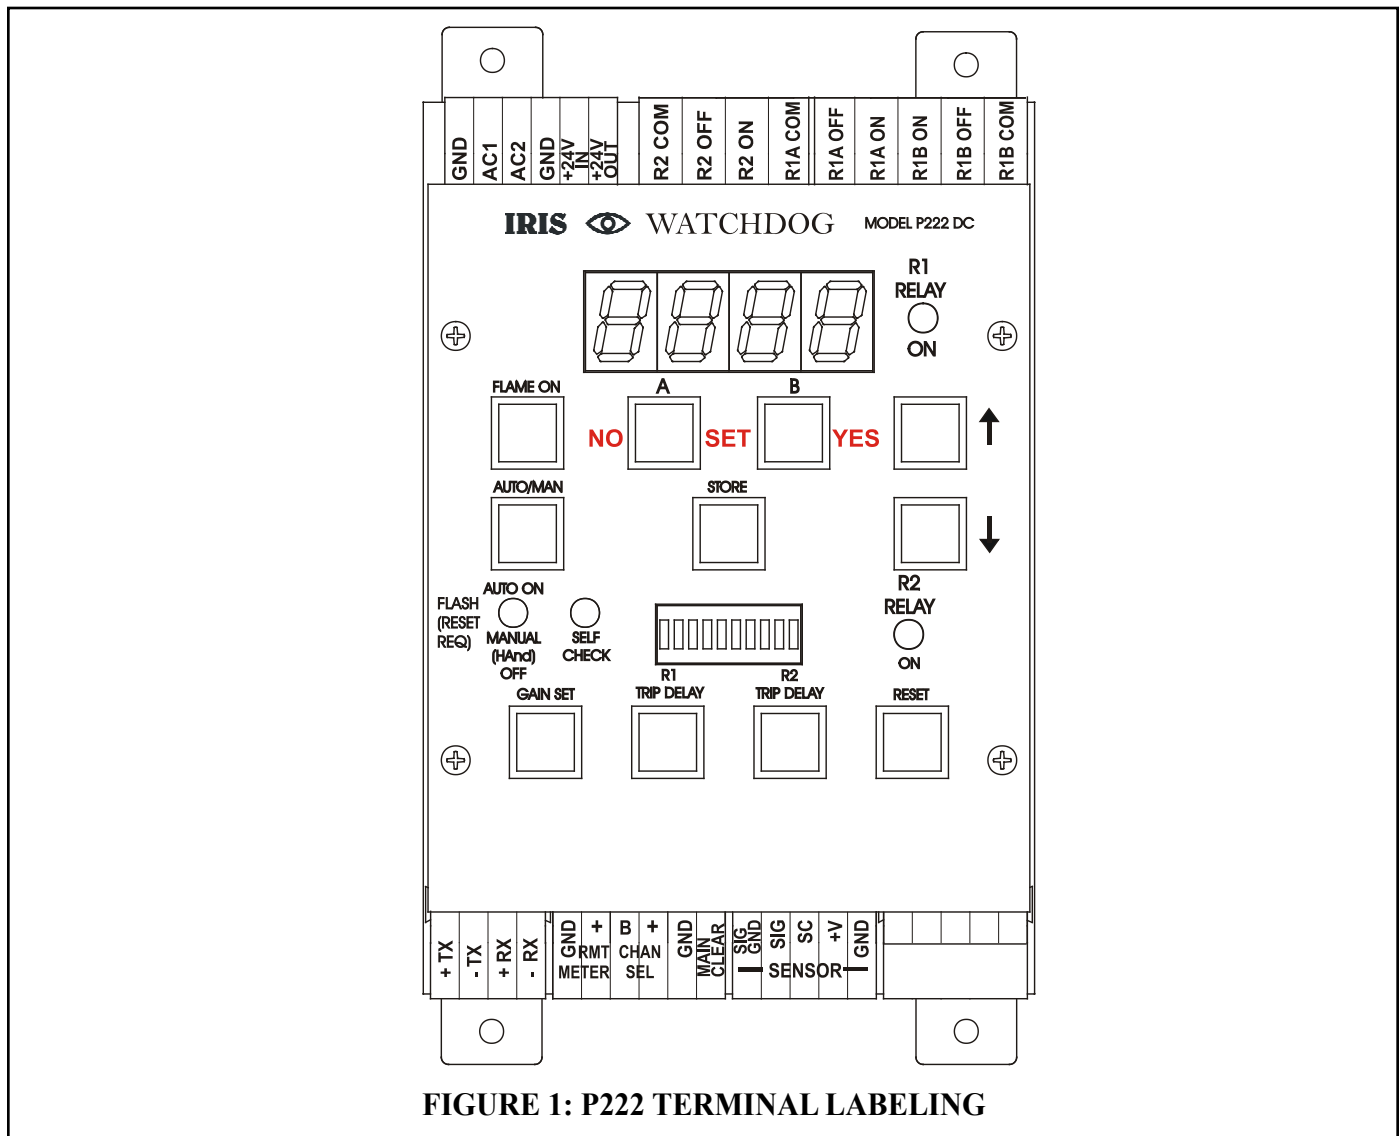 GND AC1 AC2 GND +24V IN +24V OUT R2 COM R2 OFF R2 ON R1A COM R1A OFF R1A ON R1B ON R1B OFF R1B COM
IRIS WATCHDOG MODEL P222 DC
R1
RELAY
ON
FLAME ON A B
NO SET YES
AUTO/MAN STORE
AUTO ON
FLASH
(RESET
REQ)
MANUAL
(HAnd)
OFF
SELF
CHECK
R2
RELAY
ON
R1 R2
GAIN SET TRIP DELAY TRIP DELAY RESET
+ TX - TX + RX - RX
GND + B + GND MAIN CLEAR SIG GND SIG SC +V GND
RMT CHAN
METER SEL SENSOR
FIGURE 1: P222 TERMINAL LABELING